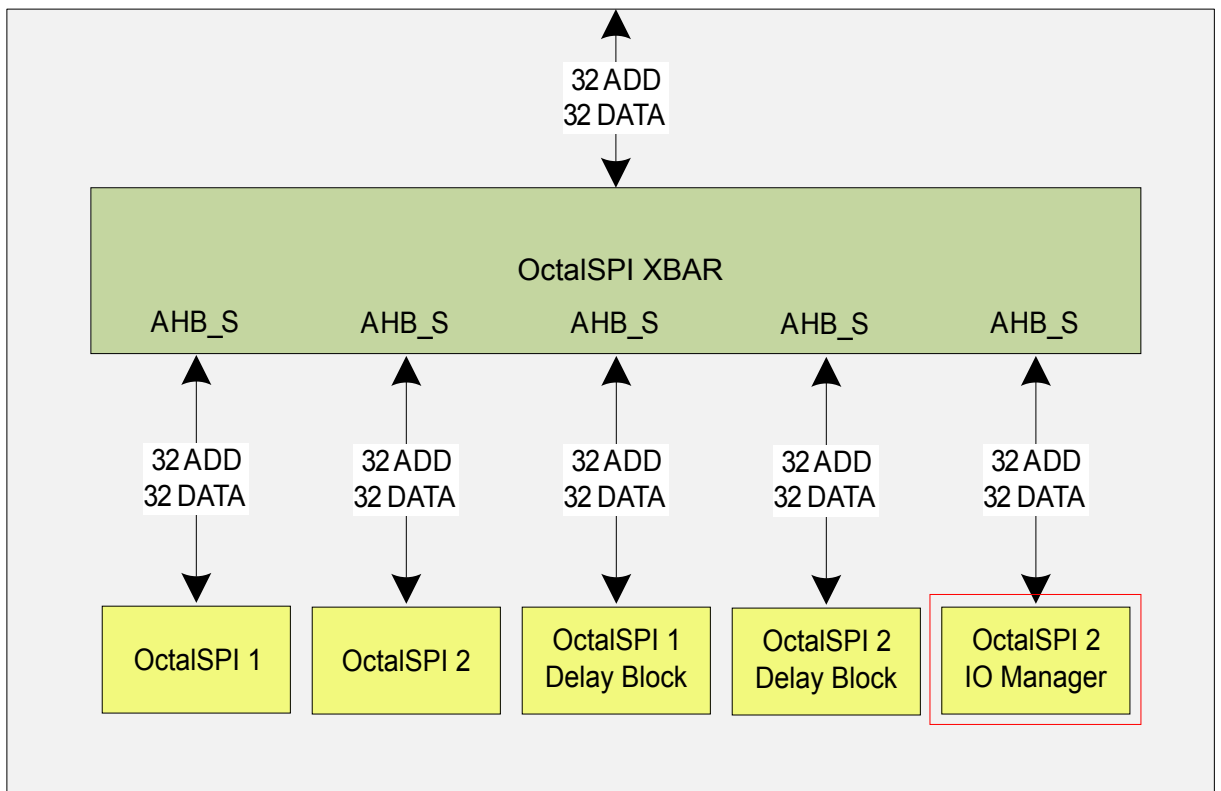 32 ADD
32 DATA
OctalSPI XBAR
AHB_S AHB_S AHB_S AHB_S AHB_S
32 ADD 32 ADD 32 ADD 32 ADD 32 ADD
32 DATA 32 DATA 32 DATA 32 DATA 32 DATA
OctalSPI 1
OctalSPI 2
OctalSPI 1
Delay Block
OctalSPI 2
Delay Block
OctalSPI 2
IO Manager